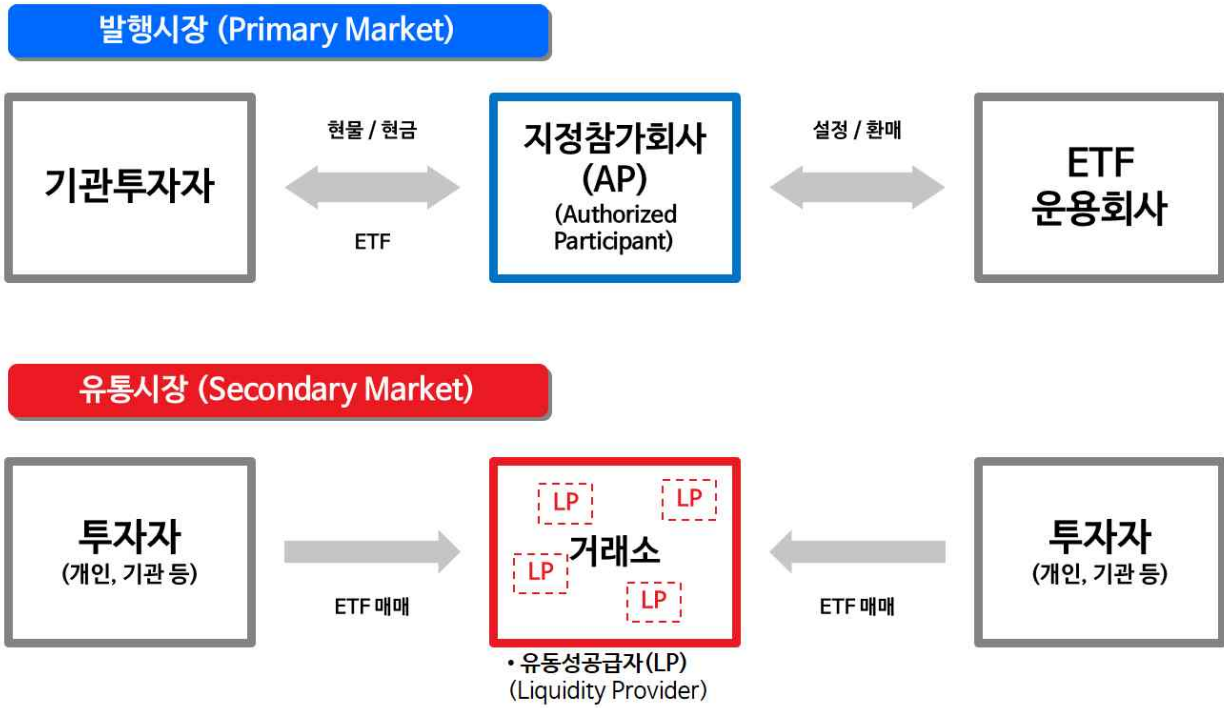 발행시장 (Primary Market)
기관투자자
현물 / 현금
ETF
지정참가회사
(AP)
(Authorized
Participant)
설정 / 환매
ETF
운용회사
유통시장 (Secondary Market)
투자자
(개인, 기관 등)
ETF 매매
LP
LP
거래소
LP
LP
ETF 매매
투자자
(개인, 기관 등)
• 유동성공급자(LP)
(Liquidity Provider)